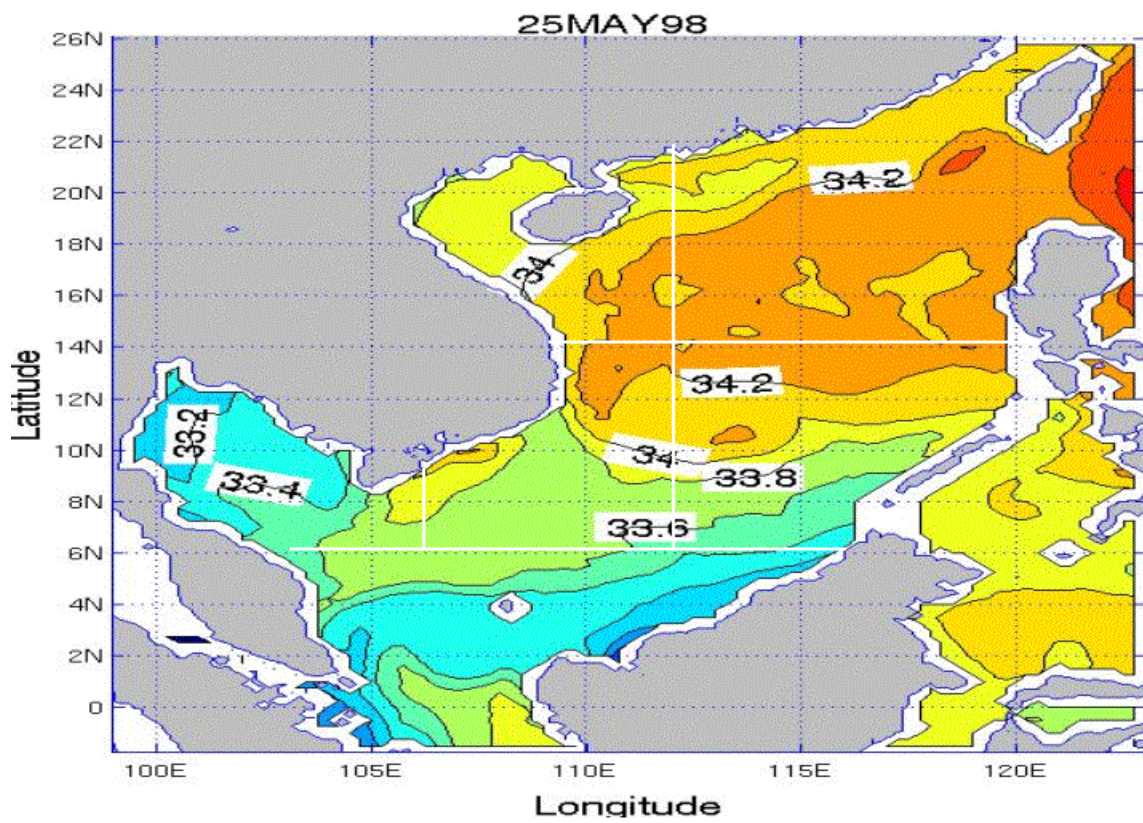 25MAY98
26N
24N
22N
20N
18N
16N
14N
12N
10N
8N
6N
4N
2N
0
Latitude
34.2
34
34.2
33.2
34
33.4
33.8
33.6
100E
105E
110E
115E
120E
Longitude